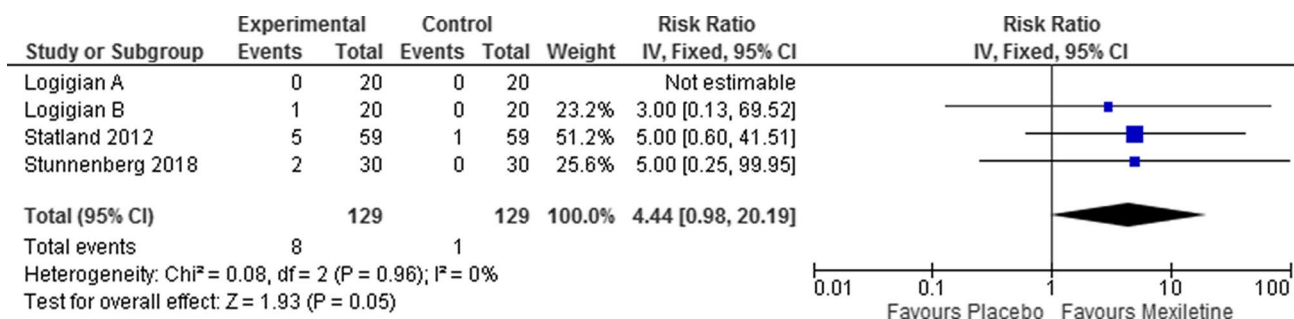 Experimental Control Risk Ratio Risk Ratio
Study or Subgroup Events Total Events Total Weight IV, Fixed, 95% CI IV, Fixed, 95% CI
Logigian A 0 20 0 20 Not estimable
Logigian B 1 20 0 20 23.2% 3.00 [0.13, 69.52]
Statland 2012 5 59 1 59 51.2% 5.00 [0.60, 41.51]
Stunnenberg 2018 2 30 0 30 25.6% 5.00 [0.25, 99.95]
Total (95% CI) 129 129 100.0% 4.44 [0.98, 20.19]
Total events 8 1
Heterogeneity: Chi² = 0.08, df = 2 (P = 0.96); I² = 0%
Test for overall effect: Z = 1.93 (P = 0.05)
0.01 0.1 1 10 100
Favours Placebo Favours Mexiletine